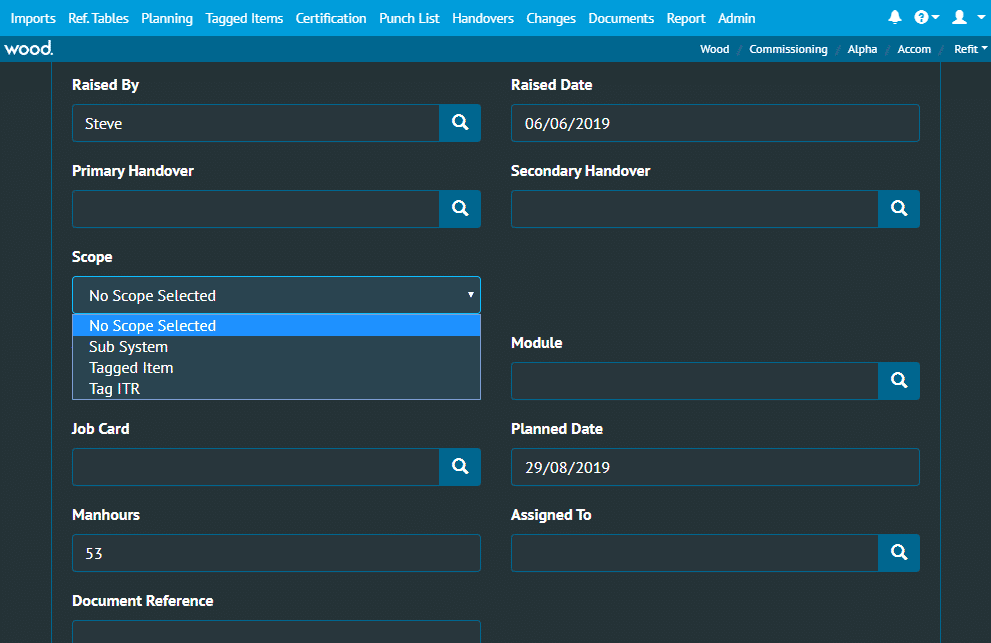 Imports Ref. Tables Planning Tagged Items Certification Punch List Handovers Changes Documents Report Admin
wood. Wood / Commissioning / Alpha / Accom / Refit
Raised By Raised Date
Steve 06/06/2019
Primary Handover Secondary Handover
Scope
No Scope Selected
No Scope Selected
Sub System
Tagged Item
Tag ITR
Module
Job Card Planned Date
29/08/2019
Manhours Assigned To
53
Document Reference